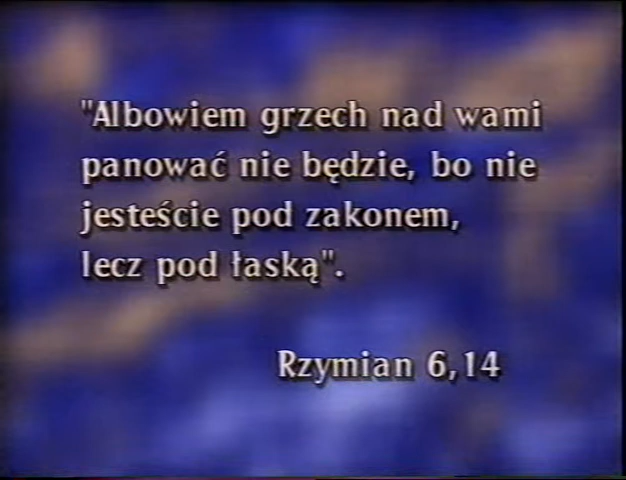 "Albowiem grzech nad wami
panować nie będzie, bo nie
jesteście pod zakonem,
lecz pod łaską".
Rzymian 6,14